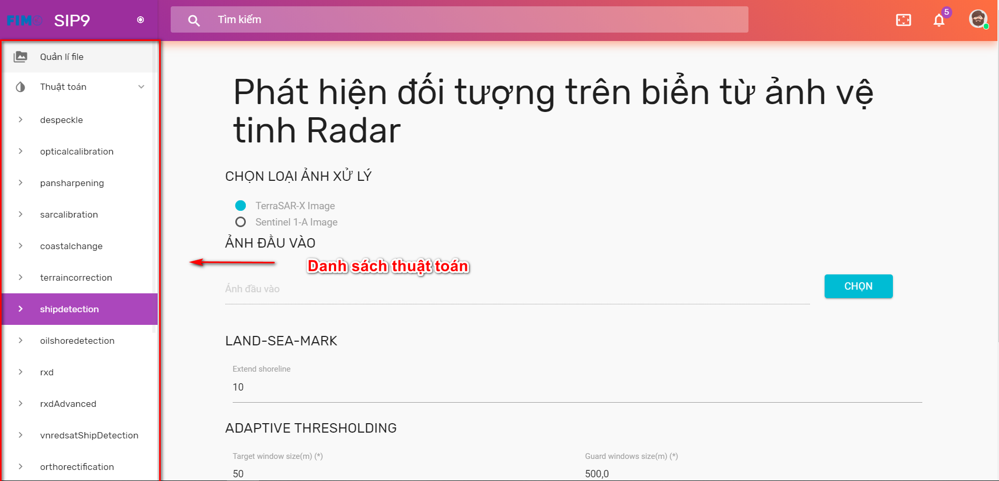 FIMO SIP9
Tìm kiếm
5
Quản lí file
Thuật toán
despeckle
opticalcalibration
pansharpening
sarcalibration
coastalchange
terraincorrection
shipdetection
oilshoredetection
rxd
rxdAdvanced
vnredsatShipDetection
orthorectification
Phát hiện đối tượng trên biển từ ảnh vệ
tinh Radar
CHỌN LOẠI ẢNH XỬ LÝ
TerraSAR-X Image
Sentinel 1-A Image
ẢNH ĐẦU VÀO
Danh sách thuật toán
Ảnh đầu vào
CHỌN
LAND-SEA-MARK
Extend shoreline
10
ADAPTIVE THRESHOLDING
Target window size(m) (*)
50
Guard windows size(m) (*)
500,0